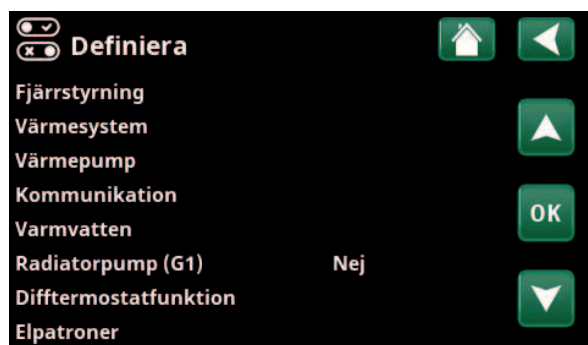 Definiera
Fjärrstyrning
Värmesystem
Värmepump
Kommunikation
Varmvatten
Radiatorpump (G1) Nej
Difftermostatfunktion
Elpatroner
OK